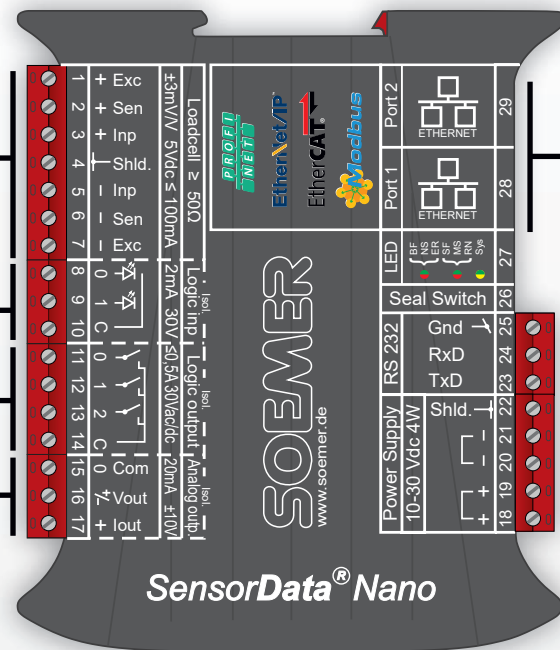 1 + Exc
2 + Sen
3 + Inp
4 Shld.
5 – Inp
6 – Sen
7 – Exc
±3mV/V 5Vdc ≤ 100mA
Loadcell ≥ 50Ω
8 0
9 1
10 C
2mA 30V
Logic inp
Isol.
11 0
12 1
13 2
14 C
≤0,5A 30Vac/dc
Logic output
Isol.
15 0 Com
16 +/- Vout
17 + Iout
20mA ±10V
Analog outp.
Isol.
PROFI
NET
EtherNet/IP
EtherCAT
Modbus
SOEMER
www.soemer.de
Port 2
ETHERNET
29
Port 1
ETHERNET
28
LED
BF
NS
ER
SF
MS
RN
Sys
27
Seal Switch 26
RS 232
Gnd 25
RxD 24
TxD 23
Power Supply
10-30 Vdc 4W
Shld. 22
– 21
– 20
+ 19
+ 18
SensorData® Nano